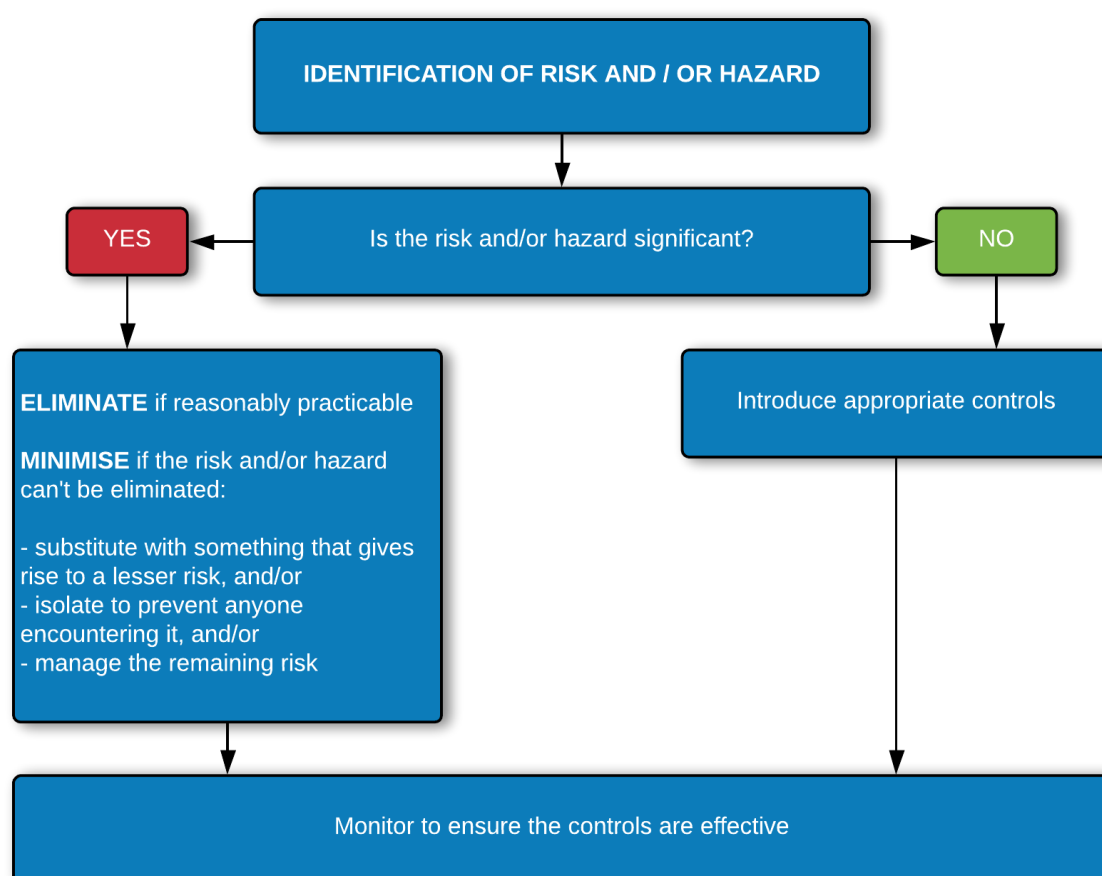 IDENTIFICATION OF RISK AND / OR HAZARD
Is the risk and/or hazard significant?
YES
NO
ELIMINATE if reasonably practicable
MINIMISE if the risk and/or hazard
can't be eliminated:
- substitute with something that gives
rise to a lesser risk, and/or
- isolate to prevent anyone
encountering it, and/or
- manage the remaining risk
Introduce appropriate controls
Monitor to ensure the controls are effective